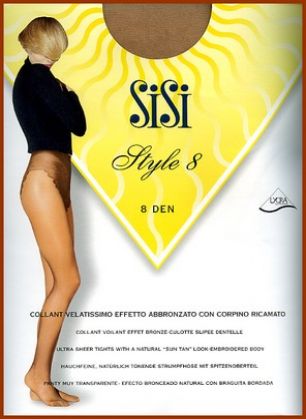 SiSi
Style 8
8 DEN
LYCRA
COLLANT VELATISSIMO EFFETTO ABBRONZATO CON CORPINO RICAMATO
COLLANT VOILANT EFFET BRONZE-CULOTTE SLIPEE DENTELLE
ULTRA SHEER TIGHTS WITH A NATURAL "SUN TAN" LOOK-EMBROIDERED BODY
HAUCHFEINE, NATÜRLICH TÖKENDE STRUMPFHOSE MIT SPITZENOBERTEIL
PANTY MUY TRANSPARENTE - EFECTO BRONCEADO NATURAL CON BRAGUITA BORDADA